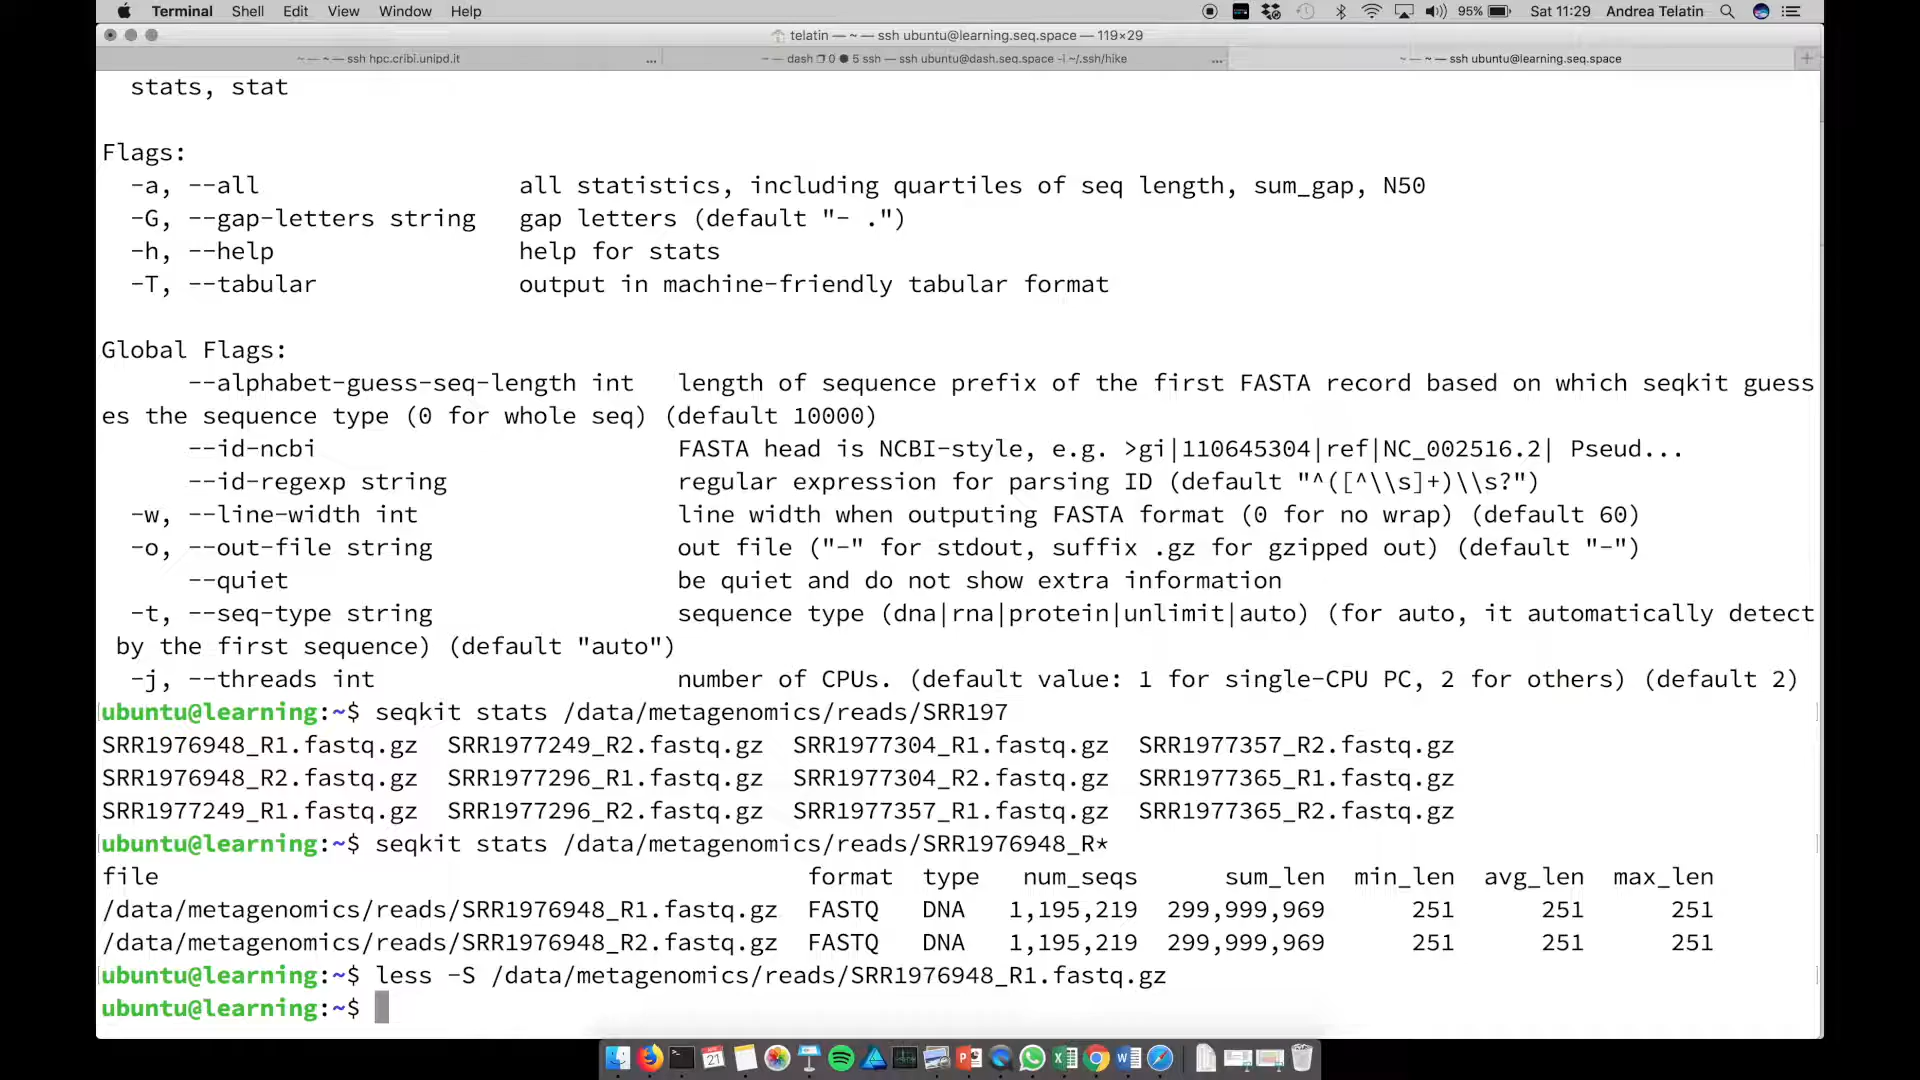 Terminal Shell Edit View Window Help 95% Sat 11:29 Andrea Telatin
telatin — ~ — ssh ubuntu@learning.seq.space — 119×29
~ — ~ — ssh hpc.cribi.unipd.it ... ~ — dash ❐ 0 ● 5 ssh — ssh ubuntu@dash.seq.space -i ~/.ssh/hike ... ~ — ~ — ssh ubuntu@learning.seq.space +
stats, stat
Flags:
-a, --all all statistics, including quartiles of seq length, sum_gap, N50
-G, --gap-letters string gap letters (default "- .")
-h, --help help for stats
-T, --tabular output in machine-friendly tabular format
Global Flags:
--alphabet-guess-seq-length int length of sequence prefix of the first FASTA record based on which seqkit guess
es the sequence type (0 for whole seq) (default 10000)
--id-ncbi FASTA head is NCBI-style, e.g. >gi|110645304|ref|NC_002516.2| Pseud...
--id-regexp string regular expression for parsing ID (default "^([^\\s]+)\\s?")
-w, --line-width int line width when outputing FASTA format (0 for no wrap) (default 60)
-o, --out-file string out file ("-" for stdout, suffix .gz for gzipped out) (default "-")
--quiet be quiet and do not show extra information
-t, --seq-type string sequence type (dna|rna|protein|unlimit|auto) (for auto, it automatically detect
by the first sequence) (default "auto")
-j, --threads int number of CPUs. (default value: 1 for single-CPU PC, 2 for others) (default 2)
ubuntu@learning:~$ seqkit stats /data/metagenomics/reads/SRR197
SRR1976948_R1.fastq.gz SRR1977249_R2.fastq.gz SRR1977304_R1.fastq.gz SRR1977357_R2.fastq.gz
SRR1976948_R2.fastq.gz SRR1977296_R1.fastq.gz SRR1977304_R2.fastq.gz SRR1977365_R1.fastq.gz
SRR1977249_R1.fastq.gz SRR1977296_R2.fastq.gz SRR1977357_R1.fastq.gz SRR1977365_R2.fastq.gz
ubuntu@learning:~$ seqkit stats /data/metagenomics/reads/SRR1976948_R*
file format type num_seqs sum_len min_len avg_len max_len
/data/metagenomics/reads/SRR1976948_R1.fastq.gz FASTQ DNA 1,195,219 299,999,969 251 251 251
/data/metagenomics/reads/SRR1976948_R2.fastq.gz FASTQ DNA 1,195,219 299,999,969 251 251 251
ubuntu@learning:~$ less -S /data/metagenomics/reads/SRR1976948_R1.fastq.gz
ubuntu@learning:~$
21